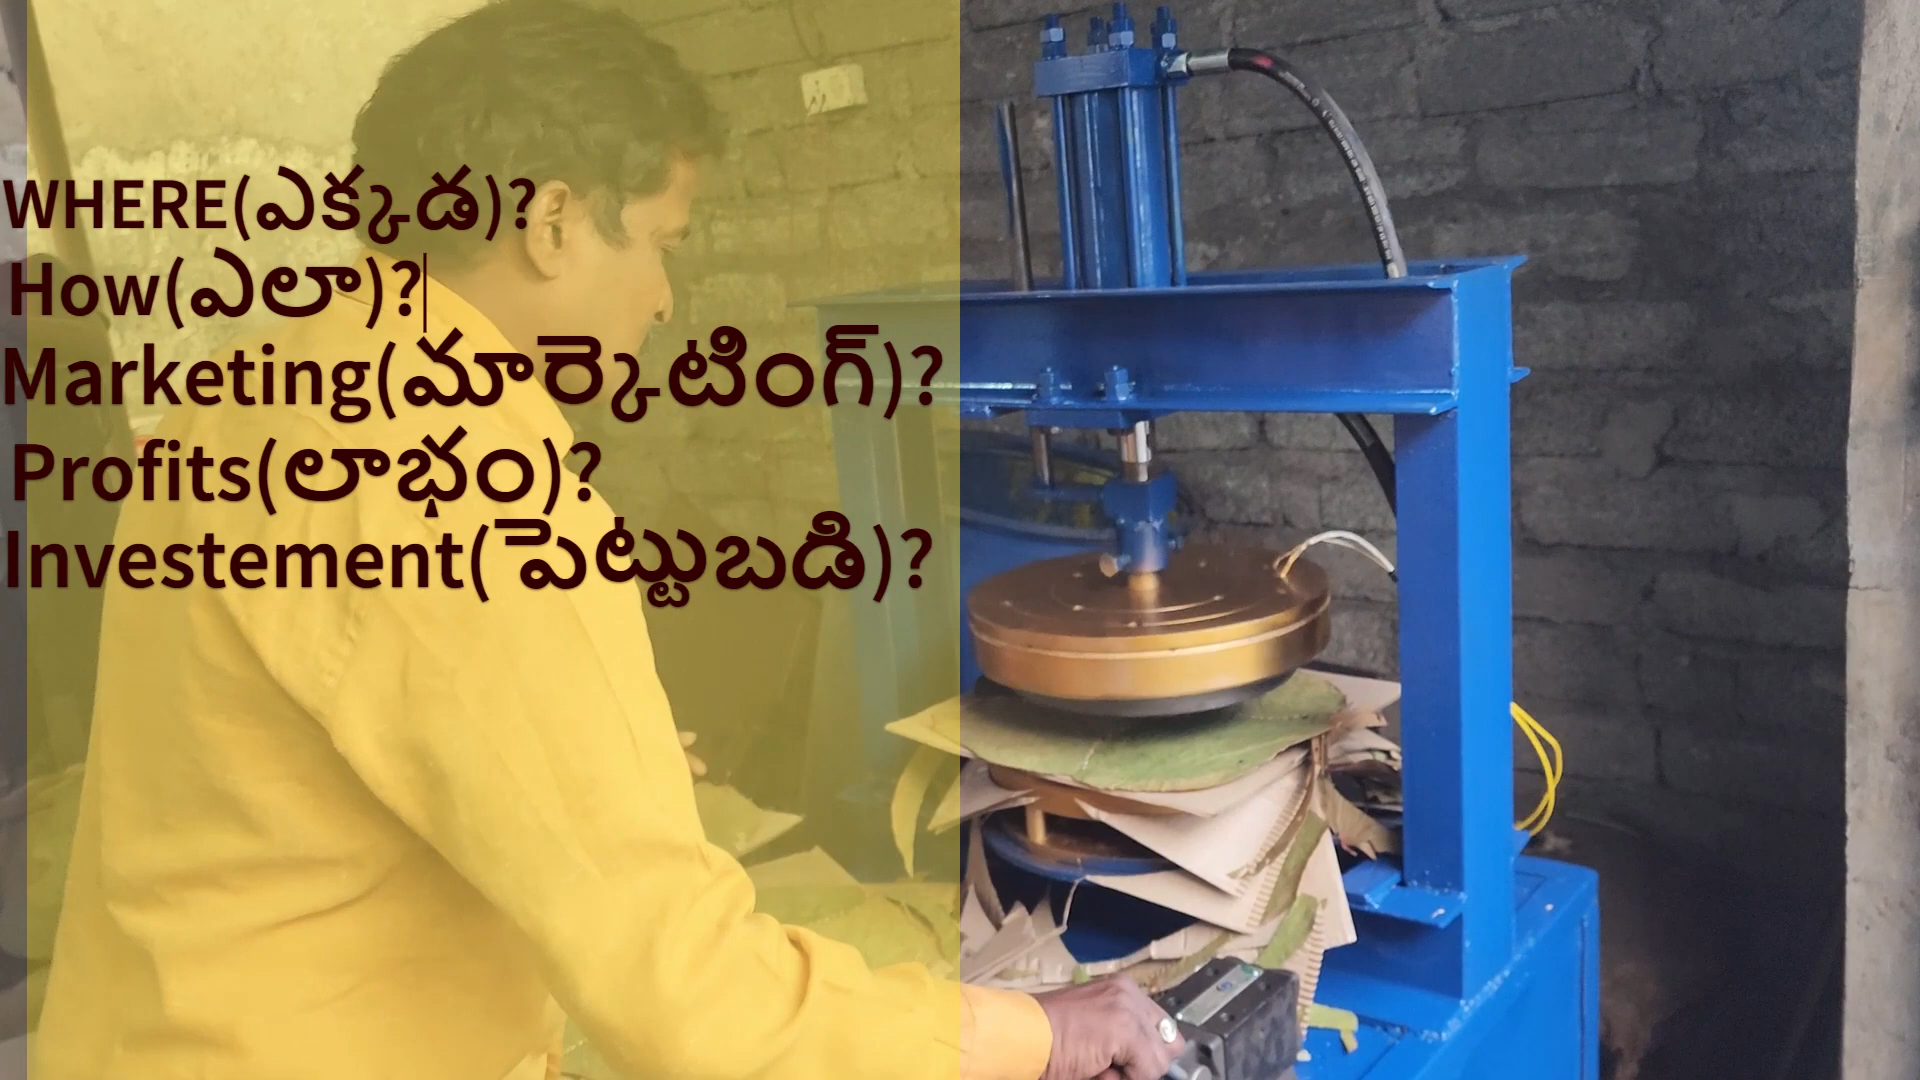 WHERE(ఎక్కడ)?
How(ఎలా)?
Marketing(మార్కెటింగ్)?
Profits(లాభం)?
Investement(పెట్టుబడి)?